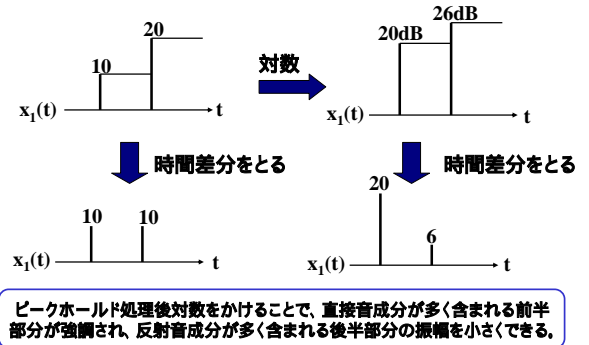 20
26dB
20dB
10
対数
x1(t) t
x1(t) t
時間差分をとる
時間差分をとる
20
10 10
6
x1(t) t
x1(t) t
ピークホールド処理後対数をかけることで、直接音成分が多く含まれる前半
部分が強調され、反射音成分が多く含まれる後半部分の振幅を小さくできる。